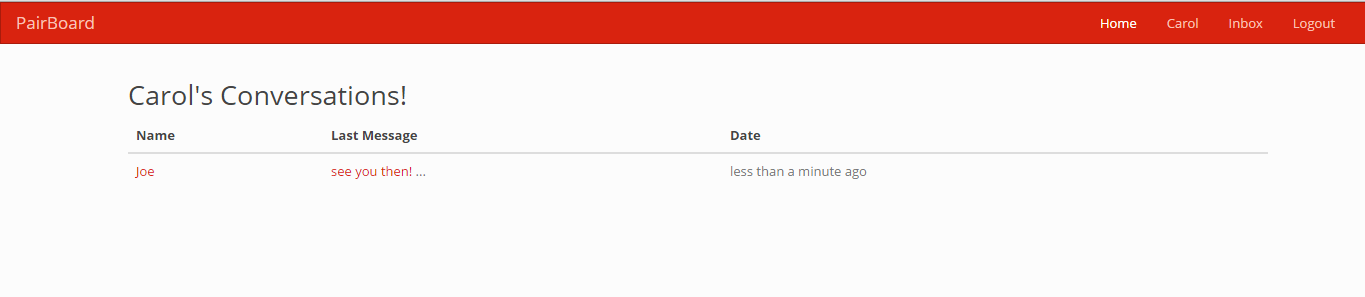 PairBoard Home Carol Inbox Logout
Carol's Conversations!
Name Last Message Date
Joe see you then! ... less than a minute ago